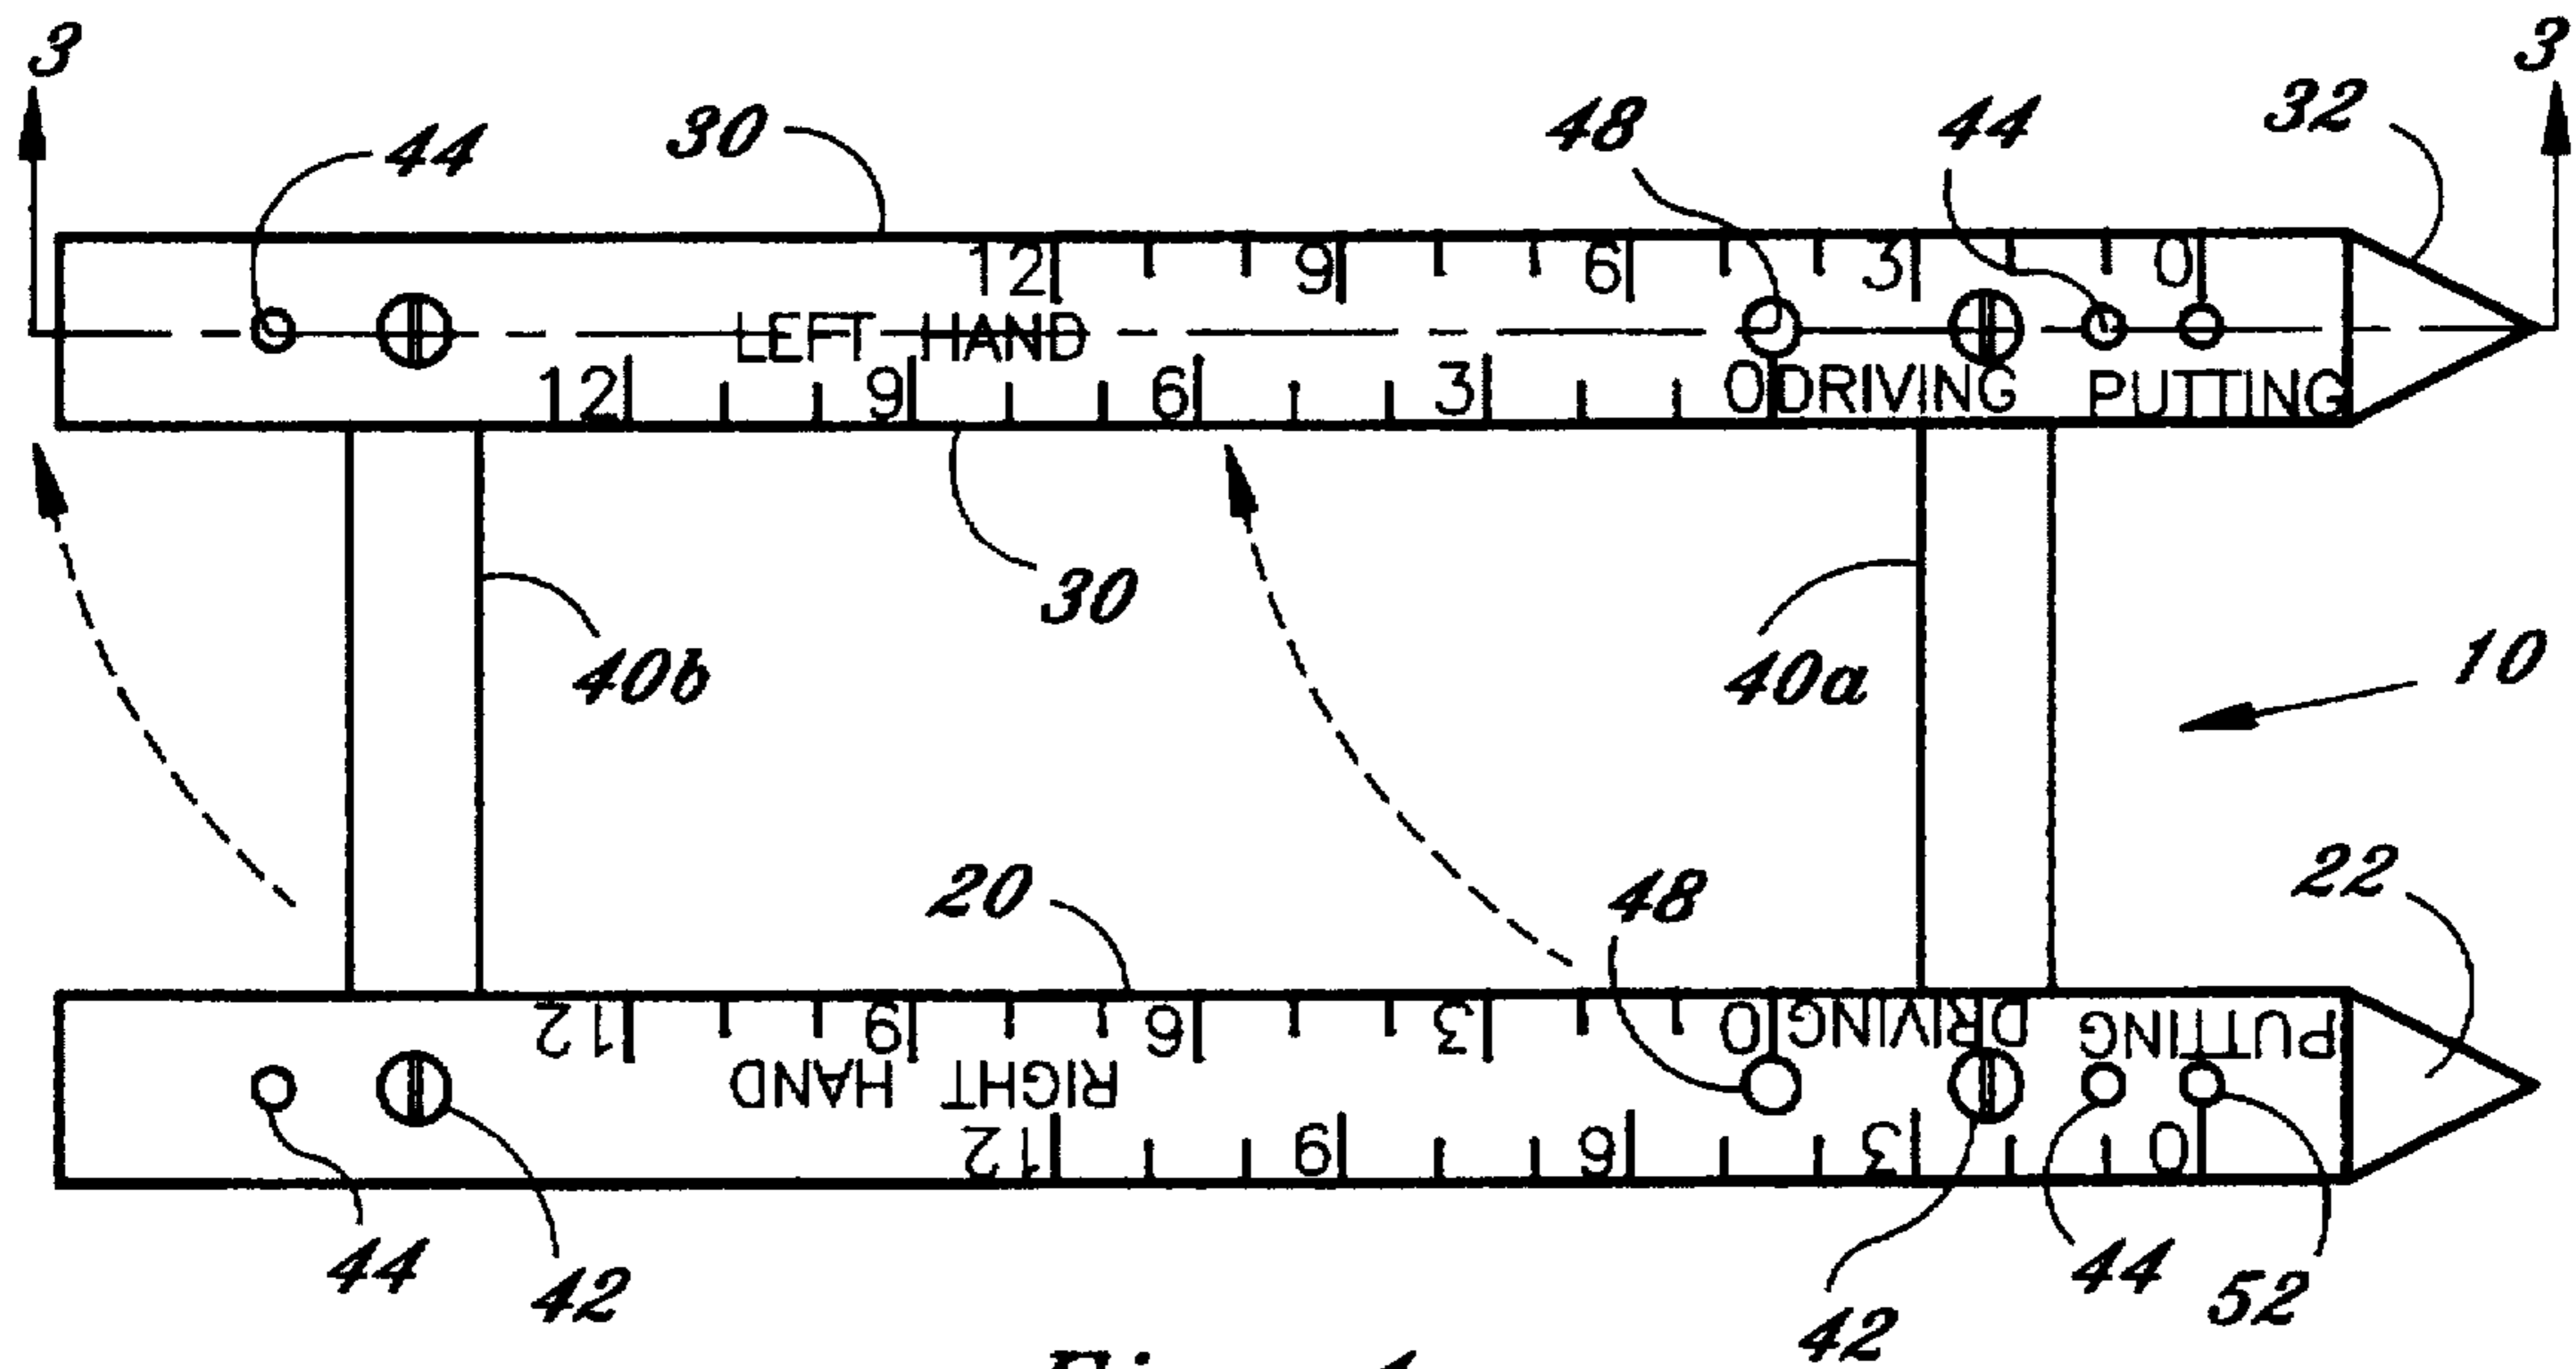 3 3
44 30 48 44 32
12 9 6 3 0
LEFT HAND
12 9 6 3 0 DRIVING PUTTING
30
40b 40a 10
20 48 22
12 9 6 3 0 DRIVING PUTTING
RIGHT HAND
12 9 6 3 0
44 42 42 44 52